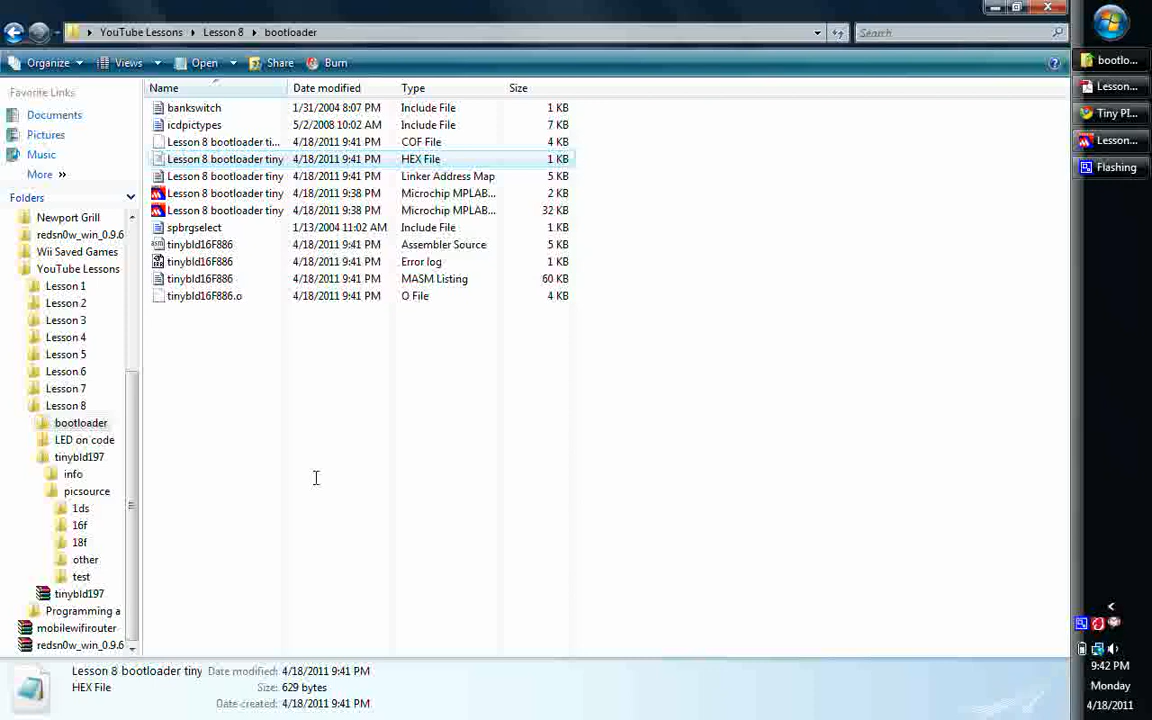 YouTube Lessons Lesson 8 bootloader Search
Organize Views Open Share Burn
Favorite Links
Documents
Pictures
Music
More »
Folders
Newport Grill
redsn0w_win_0.9.6
Wii Saved Games
YouTube Lessons
Lesson 1
Lesson 2
Lesson 3
Lesson 4
Lesson 5
Lesson 6
Lesson 7
Lesson 8
bootloader
LED on code
tinybld197
info
picsource
1ds
16f
18f
other
test
tinybld197
Programming a
mobilewifirouter
redsn0w_win_0.9.6
Name Date modified Type Size
bankswitch 1/31/2004 8:07 PM Include File 1 KB
icdpictypes 5/2/2008 10:02 AM Include File 7 KB
Lesson 8 bootloader ti... 4/18/2011 9:41 PM COF File 4 KB
Lesson 8 bootloader tiny 4/18/2011 9:41 PM HEX File 1 KB
Lesson 8 bootloader tiny 4/18/2011 9:41 PM Linker Address Map 5 KB
Lesson 8 bootloader tiny 4/18/2011 9:38 PM Microchip MPLAB... 2 KB
Lesson 8 bootloader tiny 4/18/2011 9:38 PM Microchip MPLAB... 32 KB
spbrgselect 1/13/2004 11:02 AM Include File 1 KB
tinybld16F886 4/18/2011 9:41 PM Assembler Source 5 KB
tinybld16F886 4/18/2011 9:41 PM Error log 1 KB
tinybld16F886 4/18/2011 9:41 PM MASM Listing 60 KB
tinybld16F886.o 4/18/2011 9:41 PM O File 4 KB
Lesson 8 bootloader tiny Date modified: 4/18/2011 9:41 PM
HEX File Size: 629 bytes
Date created: 4/18/2011 9:41 PM
bootlo...
Lesson...
Tiny PI...
Lesson...
Flashing
9:42 PM
Monday
4/18/2011